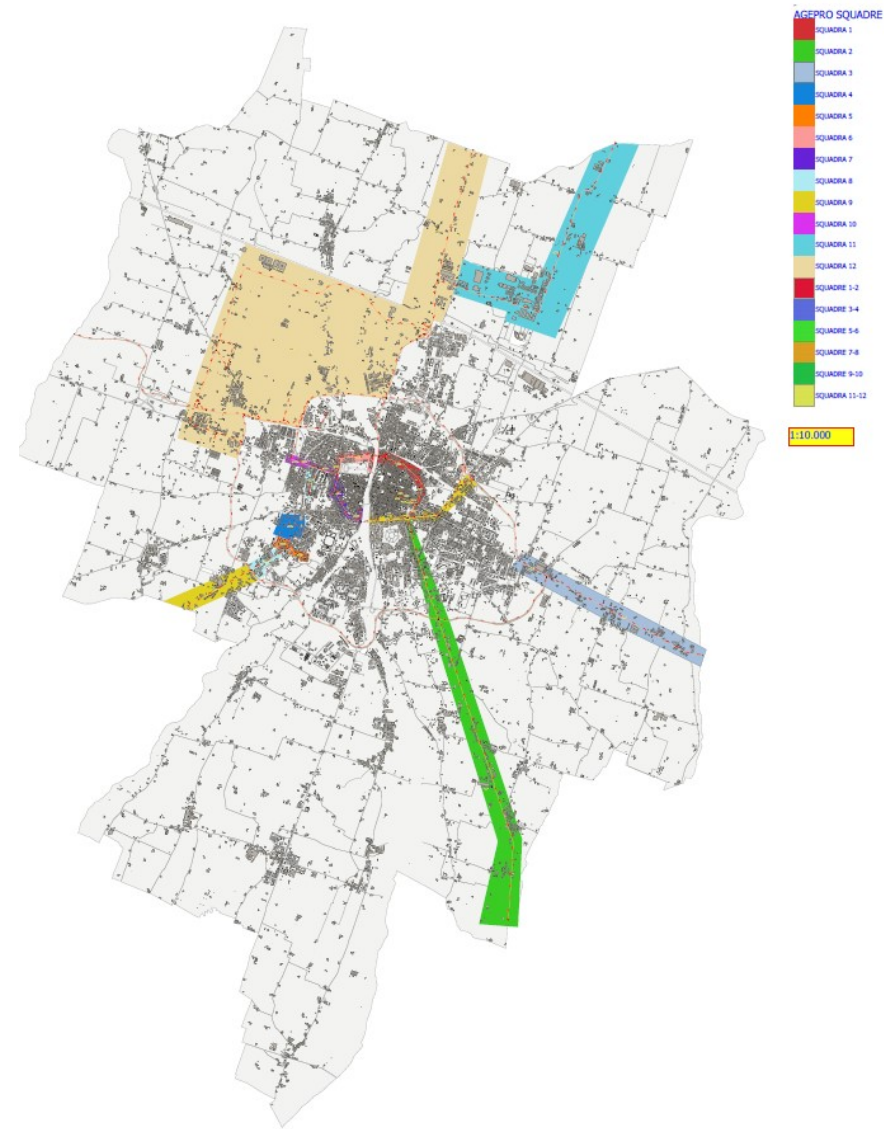 AGEPRO SQUADRE
SQUADRA 1
SQUADRA 2
SQUADRA 3
SQUADRA 4
SQUADRA 5
SQUADRA 6
SQUADRA 7
SQUADRA 8
SQUADRA 9
SQUADRA 10
SQUADRA 11
SQUADRA 12
SQUADRE 1-2
SQUADRE 3-4
SQUADRE 5-6
SQUADRE 7-8
SQUADRE 9-10
SQUADRA 11-12
1:10.000